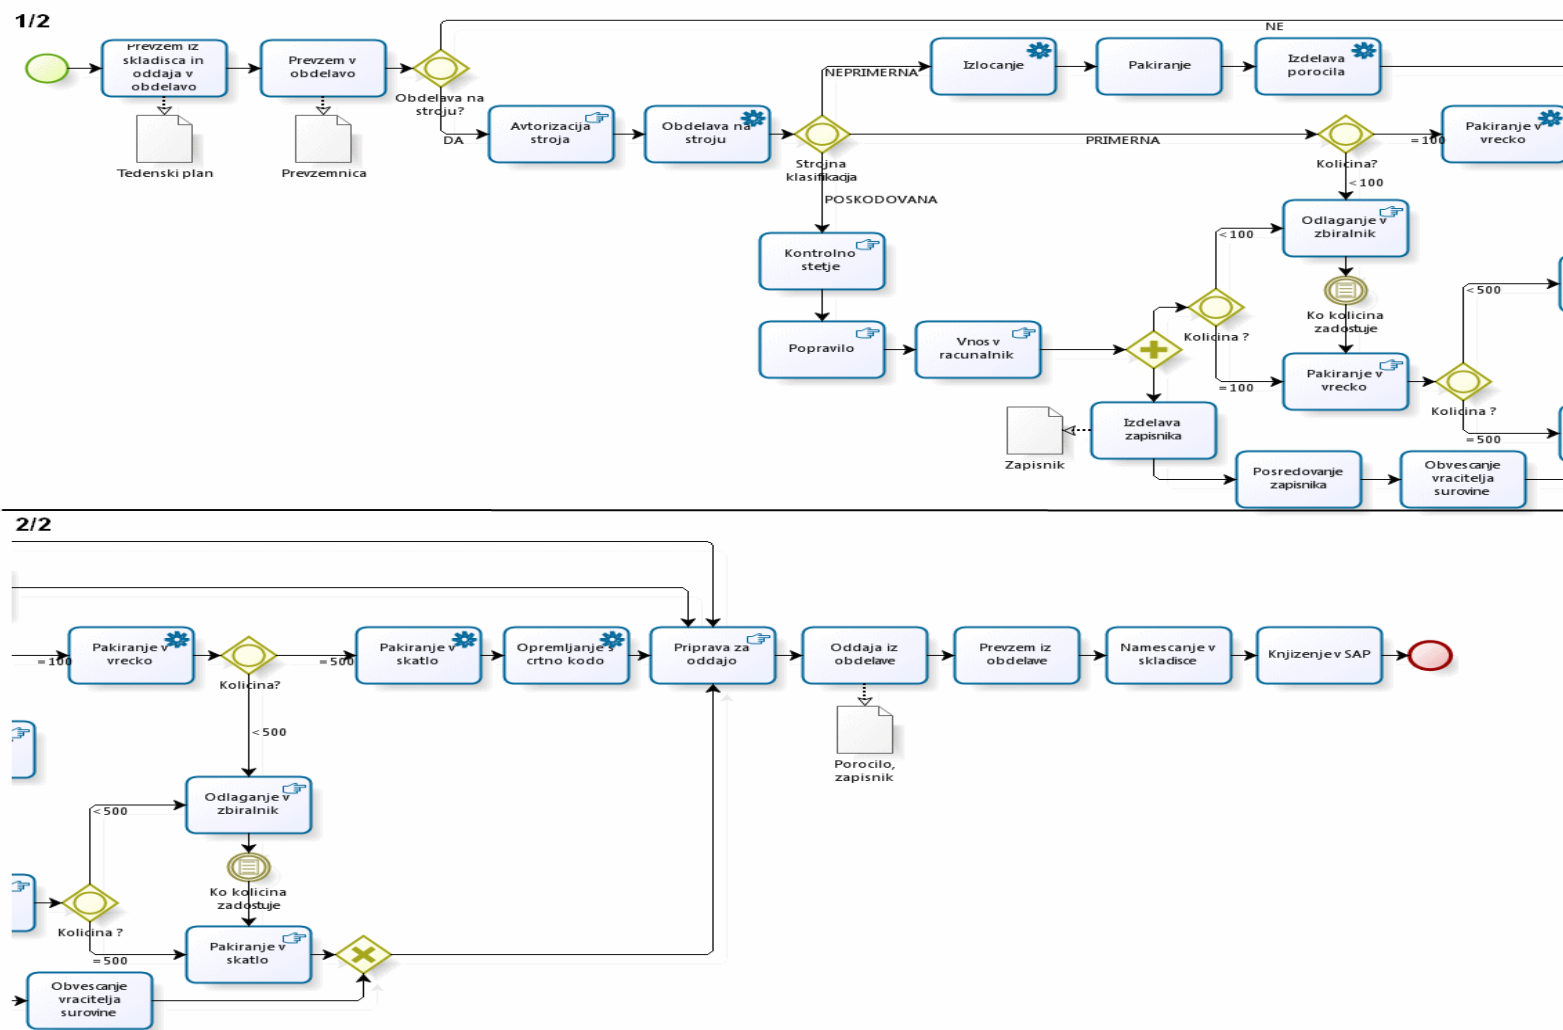 1/2
Prevzem iz
skladisca in
oddaja v
obdelavo
Tedenski plan
Prevzem v
obdelavo
Prevzemnica
Obdelava na
stroju?
NE
DA
Avtorizacija
stroja
Obdelava na
stroju
Strojna
klasifikacija
NEPRIMERNA
Izlocanje
Pakiranje
Izdelava
porocila
PRIMERNA
Kolicina?
=100
Pakiranje v
vrecko
<100
POSKODOVANA
Kontrolno
stetje
Popravilo
Vnos v
racunalnik
Kolicina ?
<100
=100
Odlaganje v
zbiralnik
Ko kolicina
zadostuje
Pakiranje v
vrecko
Kolicina ?
<500
=500
Izdelava
zapisnika
Zapisnik
Posredovanje
zapisnika
Obvescanje
vracitelja
surovine
2/2
=100
Pakiranje v
vrecko
Kolicina?
=500
Pakiranje v
skatlo
Opremljanje s
crtno kodo
Priprava za
oddajo
Oddaja iz
obdelave
Prevzem iz
obdelave
Namescanje v
skladisce
Knjizenje v SAP
Porocilo,
zapisnik
<500
<500
Odlaganje v
zbiralnik
Ko kolicina
zadostuje
Kolicina ?
=500
Pakiranje v
skatlo
Obvescanje
vracitelja
surovine